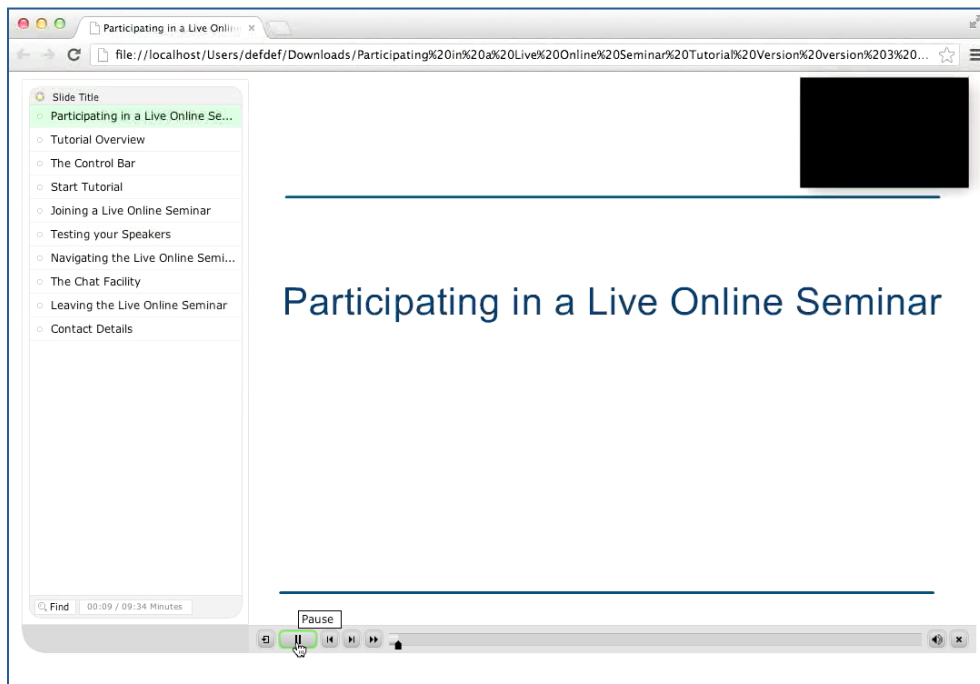 Participating in a Live Onlin
file://localhost/Users/defdef/Downloads/Participating%20in%20a%20Live%20Online%20Seminar%20Tutorial%20Version%20version%203%20...
Slide Title
Participating in a Live Online Se...
Tutorial Overview
The Control Bar
Start Tutorial
Joining a Live Online Seminar
Testing your Speakers
Navigating the Live Online Semi...
The Chat Facility
Leaving the Live Online Seminar
Contact Details
Participating in a Live Online Seminar
Find
00:09 / 09:34 Minutes
Pause